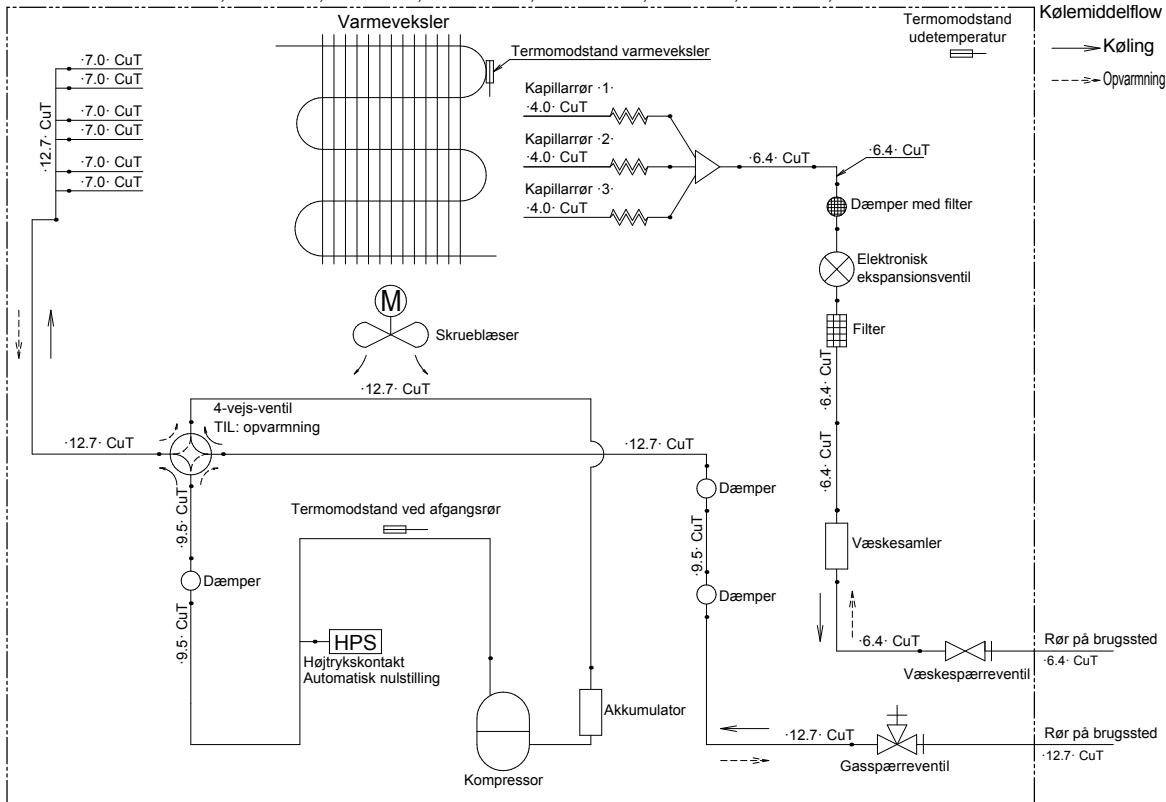 Varmeveksler
Termomodstand
udetemperatur
Kølemiddelflow
Køling
Opvarmning
Termomodstand varmeveksler
·7.0· CuT
·7.0· CuT
·7.0· CuT
·7.0· CuT
·7.0· CuT
·7.0· CuT
·12.7· CuT
Kapillarrør ·1·
·4.0· CuT
Kapillarrør ·2·
·4.0· CuT
Kapillarrør ·3·
·4.0· CuT
·6.4· CuT
·6.4· CuT
Dæmper med filter
Elektronisk
ekspansionsventil
Filter
M
Skrueblæser
·6.4· CuT
·6.4· CuT
·12.7· CuT
4-vejs-ventil
TIL: opvarmning
·12.7· CuT
·12.7· CuT
Dæmper
·9.5· CuT
Termomodstand ved afgangsrør
·9.5· CuT
Væskesamler
Dæmper
Dæmper
·9.5· CuT
HPS
Højtrykskontakt
Automatisk nulstilling
·6.4· CuT
Rør på brugssted
·6.4· CuT
Væskespærreventil
Akkumulator
Kompressor
·12.7· CuT
Rør på brugssted
·12.7· CuT
Gasspærreventil